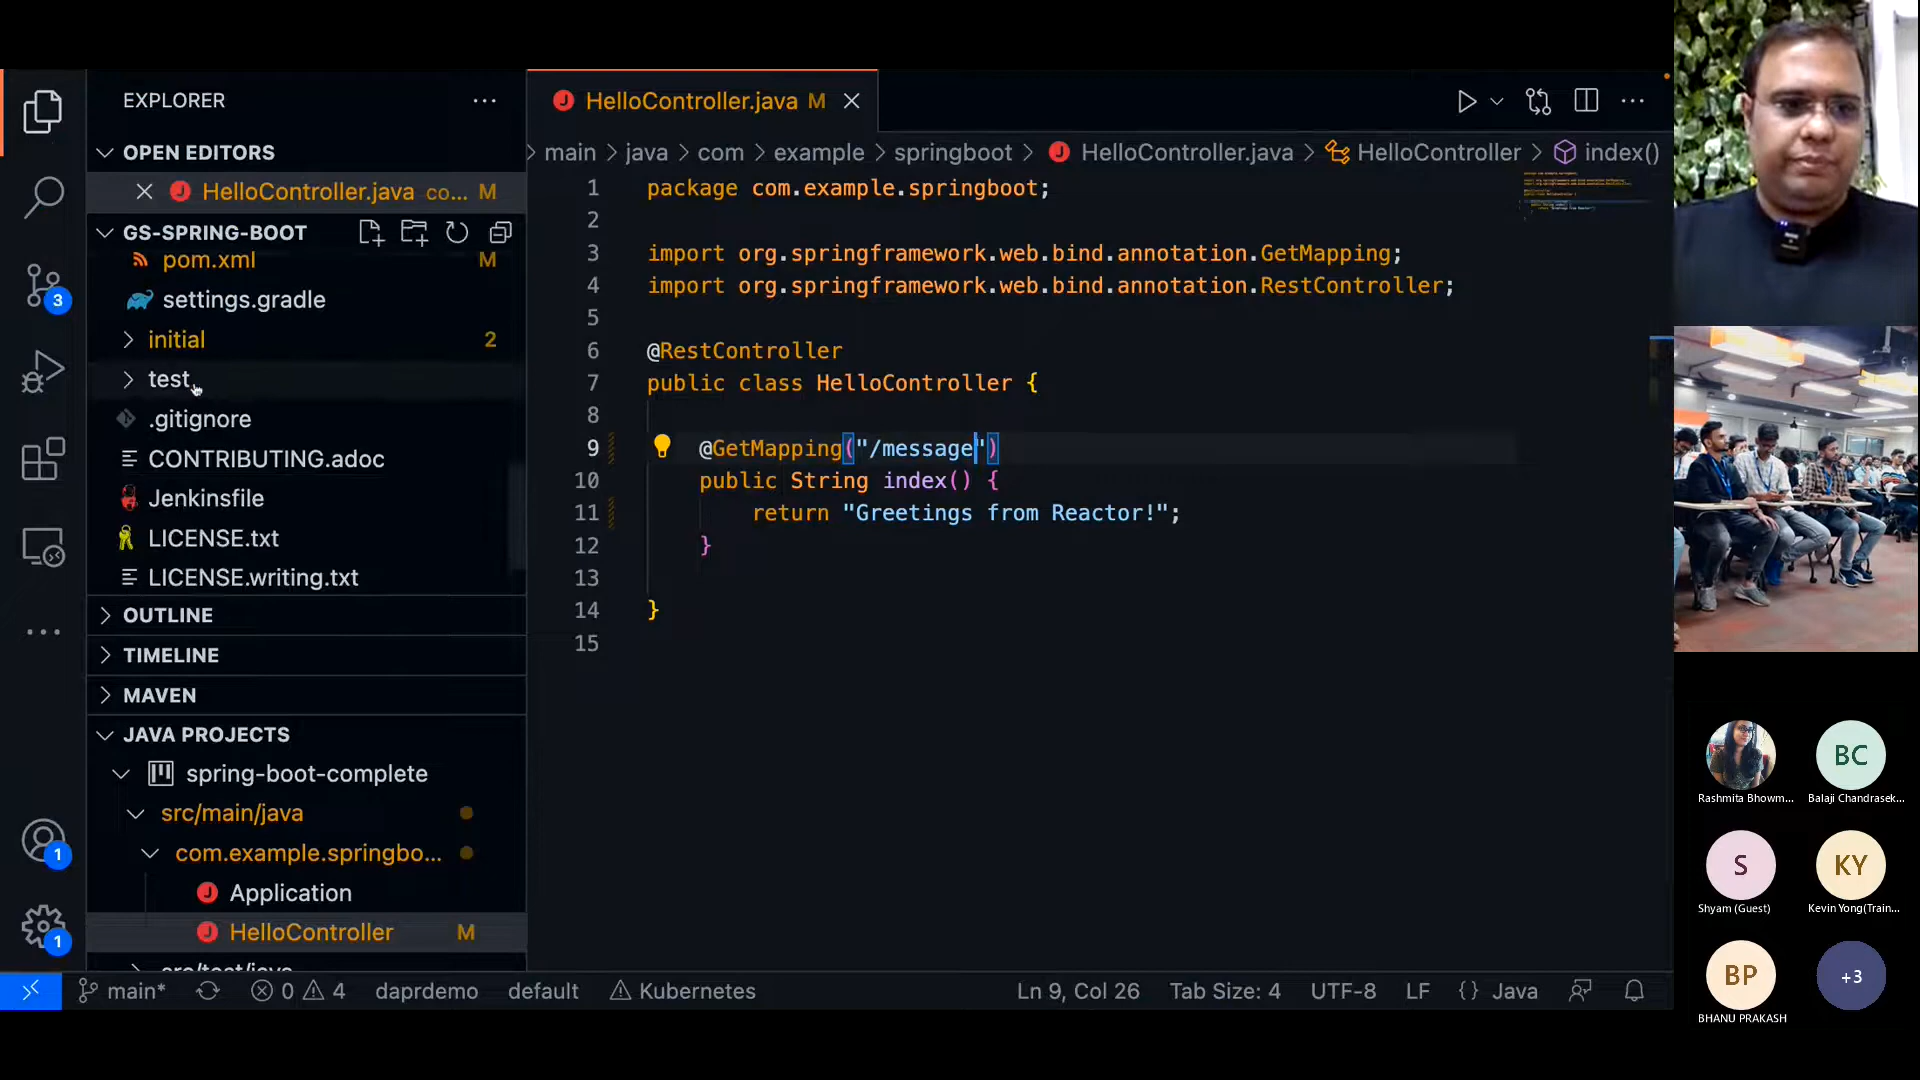 EXPLORER
OPEN EDITORS
HelloController.java co... M
GS-SPRING-BOOT
pom.xml M
settings.gradle
initial 2
test
.gitignore
CONTRIBUTING.adoc
Jenkinsfile
LICENSE.txt
LICENSE.writing.txt
OUTLINE
TIMELINE
MAVEN
JAVA PROJECTS
spring-boot-complete
src/main/java
com.example.springbo...
Application
HelloController M
src/test/java
3
1
1
HelloController.java M
main > java > com > example > springboot > HelloController.java > HelloController > index()
1 package com.example.springboot;
2
3 import org.springframework.web.bind.annotation.GetMapping;
4 import org.springframework.web.bind.annotation.RestController;
5
6 @RestController
7 public class HelloController {
8
9 @GetMapping("/message")
10 public String index() {
11 return "Greetings from Reactor!";
12 }
13
14 }
15
main* 0 4 daprdemo default Kubernetes Ln 9, Col 26 Tab Size: 4 UTF-8 LF {} Java
Rashmita Bhowm...
BC
Balaji Chandrasek...
S
Shyam (Guest)
KY
Kevin Yong(Train...
BP
BHANU PRAKASH
+3